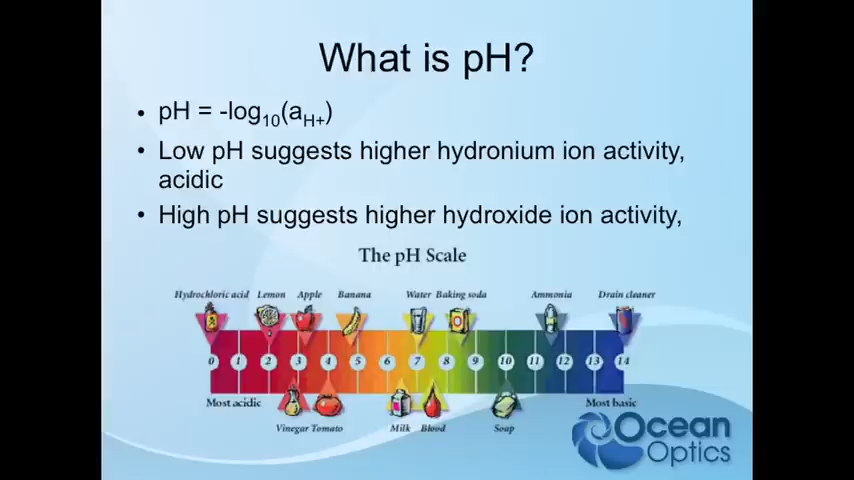 What is pH?
• pH = -log10(aH+)
• Low pH suggests higher hydronium ion activity,
acidic
• High pH suggests higher hydroxide ion activity,
The pH Scale
Hydrochloric acid Lemon Apple Banana Water Baking soda Ammonia Drain cleaner
0 1 2 3 4 5 6 7 8 9 10 11 12 13 14
Most acidic Most basic
Vinegar Tomato Milk Blood Soap
Ocean
Optics